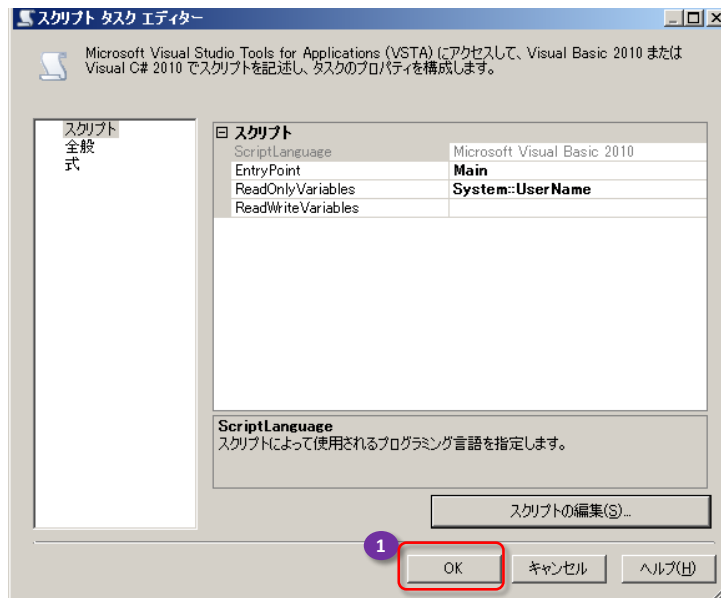 スクリプト タスク エディター
Microsoft Visual Studio Tools for Applications (VSTA) にアクセスして、Visual Basic 2010 または
Visual C# 2010 でスクリプトを記述し、タスクのプロパティを構成します。
スクリプト
全般
式
スクリプト
ScriptLanguage Microsoft Visual Basic 2010
EntryPoint Main
ReadOnlyVariables System::UserName
ReadWriteVariables
ScriptLanguage
スクリプトによって使用されるプログラミング言語を指定します。
スクリプトの編集(S)...
1
OK キャンセル ヘルプ(H)